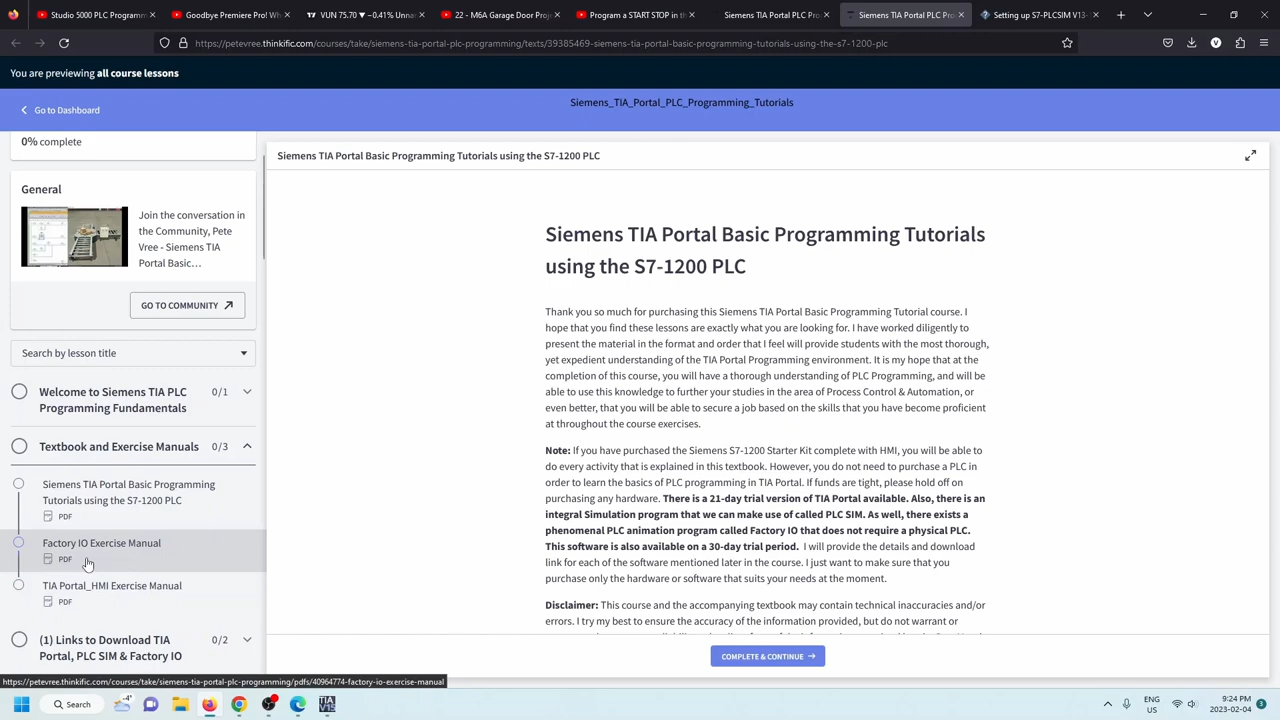 Studio 5000 PLC Programmi
Goodbye Premiere Pro! Wh
VUN 75.70 ▼ −0.41% Unnar
22 - M6A Garage Door Proj
Program a START STOP in th
Siemens TIA Portal PLC Progra
Siemens TIA Portal PLC Pro
Setting up S7-PLCSIM V13-
https://petevree.thinkific.com/courses/take/siemens-tia-portal-plc-programming/texts/39385469-siemens-tia-portal-basic-programming-tutorials-using-the-s7-1200-plc
You are previewing all course lessons
Go to Dashboard
Siemens_TIA_Portal_PLC_Programming_Tutorials
0% complete
General
Join the conversation in
the Community, Pete
Vree - Siemens TIA
Portal Basic...
GO TO COMMUNITY
Search by lesson title
Welcome to Siemens TIA PLC
Programming Fundamentals
0/1
Textbook and Exercise Manuals
0/3
Siemens TIA Portal Basic Programming
Tutorials using the S7-1200 PLC
PDF
Factory IO Exercise Manual
PDF
TIA Portal_HMI Exercise Manual
PDF
(1) Links to Download TIA
Portal, PLC SIM & Factory IO
0/2
Siemens TIA Portal Basic Programming Tutorials using the S7-1200 PLC
Siemens TIA Portal Basic Programming Tutorials
using the S7-1200 PLC
Thank you so much for purchasing this Siemens TIA Portal Basic Programming Tutorial course. I
hope that you find these lessons are exactly what you are looking for. I have worked diligently to
present the material in the format and order that I feel will provide students with the most thorough,
yet expedient understanding of the TIA Portal Programming environment. It is my hope that at the
completion of this course, you will have a thorough understanding of PLC Programming, and will be
able to use this knowledge to further your studies in the area of Process Control & Automation, or
even better, that you will be able to secure a job based on the skills that you have become proficient
at throughout the course exercises.
Note: If you have purchased the Siemens S7-1200 Starter Kit complete with HMI, you will be able to
do every activity that is explained in this textbook. However, you do not need to purchase a PLC in
order to learn the basics of PLC programming in TIA Portal. If funds are tight, please hold off on
purchasing any hardware. There is a 21-day trial version of TIA Portal available. Also, there is an
integral Simulation program that we can make use of called PLC SIM. As well, there exists a
phenomenal PLC animation program called Factory IO that does not require a physical PLC.
This software is also available on a 30-day trial period. I will provide the details and download
link for each of the software mentioned later in the course. I just want to make sure that you
purchase only the hardware or software that suits your needs at the moment.
Disclaimer: This course and the accompanying textbook may contain technical inaccuracies and/or
errors. I try my best to ensure the accuracy of the information provided, but do not warrant or
COMPLETE & CONTINUE
https://petevree.thinkific.com/courses/take/siemens-tia-portal-plc-programming/pdfs/40964774-factory-io-exercise-manual
Search
-4°
TIA
V15
ENG
US
9:24 PM
2023-02-04
3